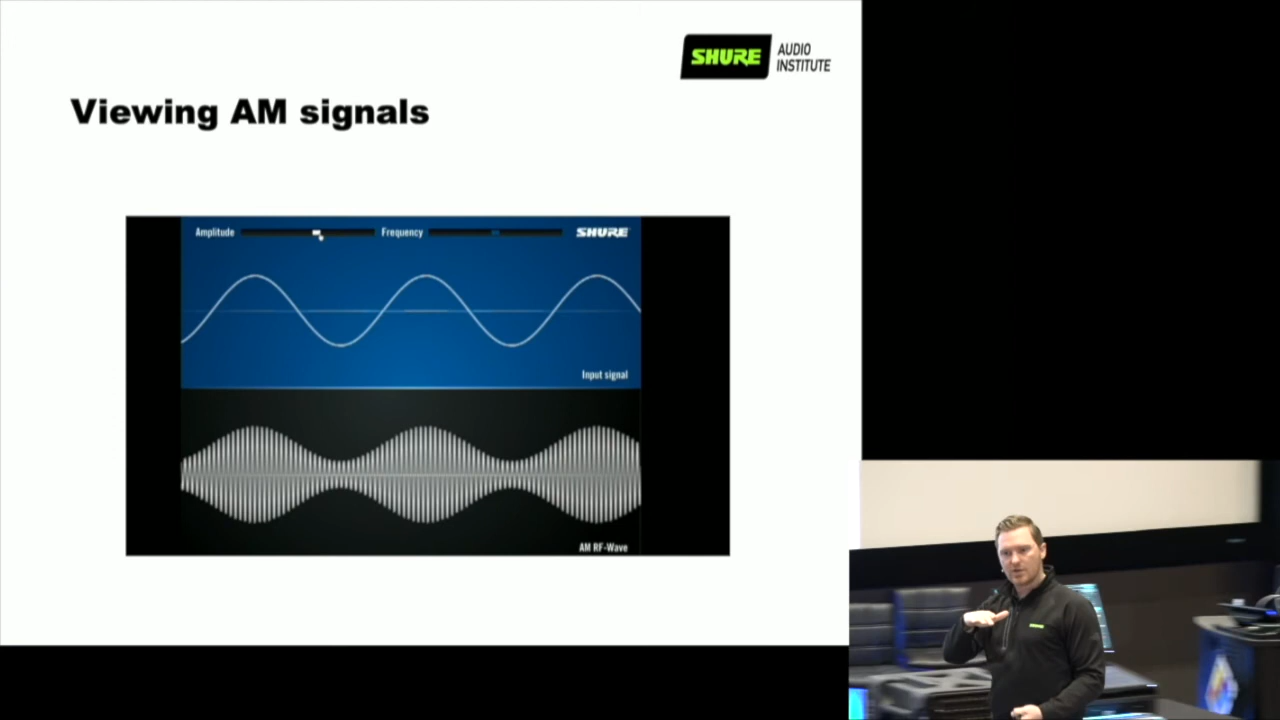 SHURE AUDIO
INSTITUTE
Viewing AM signals
Amplitude Frequency SHURE
Input signal
AM RF-Wave